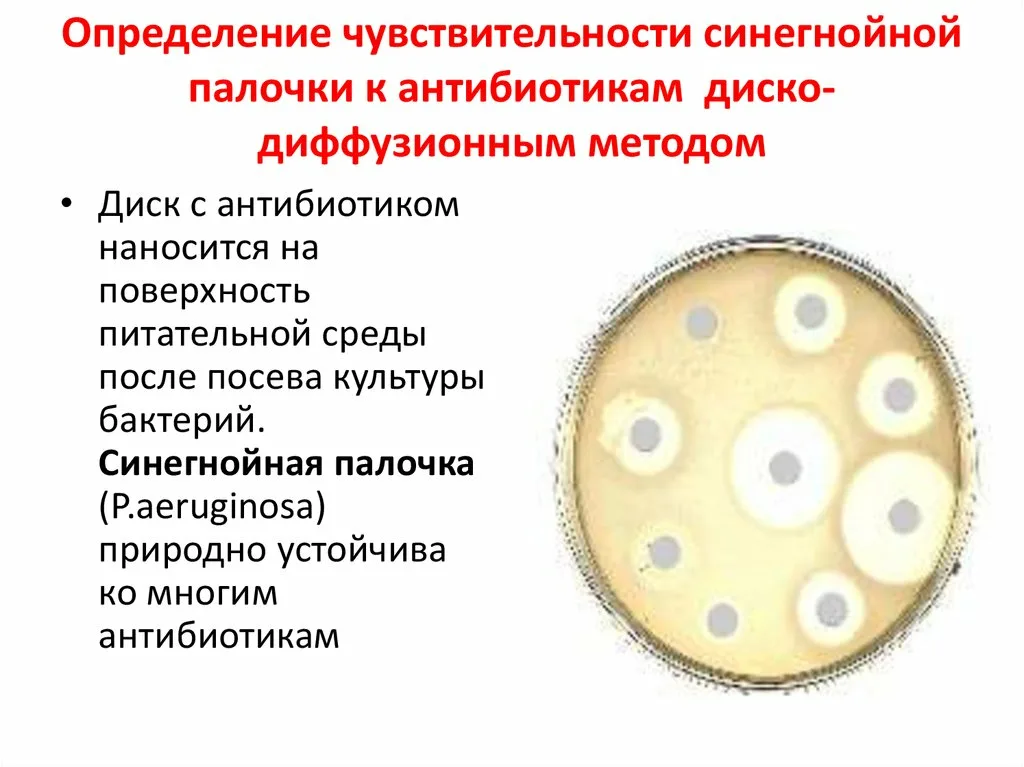 Определение чувствительности синегнойной
палочки к антибиотикам диско-
диффузионным методом
• Диск с антибиотиком
наносится на
поверхность
питательной среды
после посева культуры
бактерий.
Синегнойная палочка
(P.aeruginosa)
природно устойчива
ко многим
антибиотикам